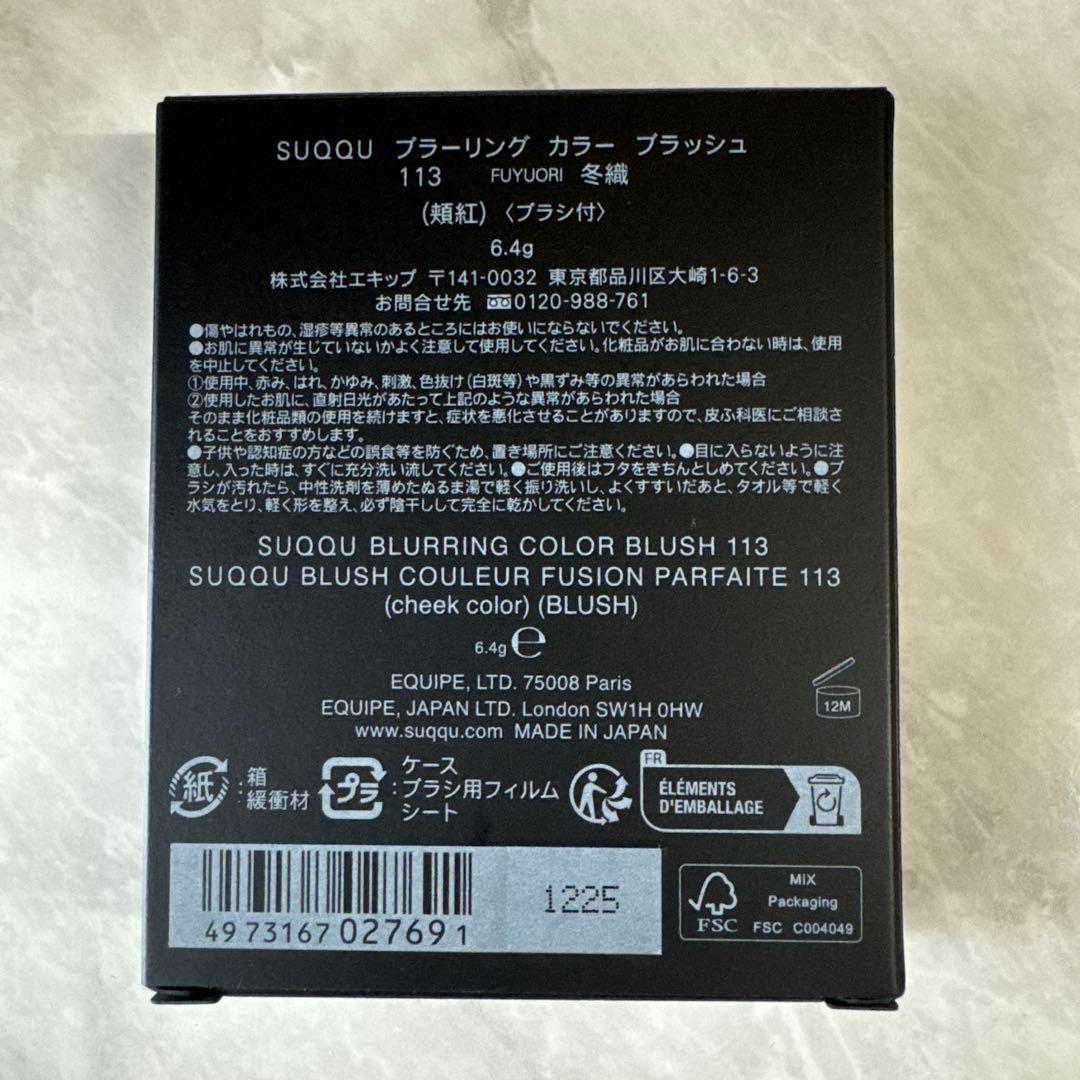 SUQQU ブラーリング カラー ブラッシュ
113 FUYUORI 冬織
(頬紅)〈ブラシ付〉
6.4g
株式会社エキップ 〒141-0032 東京都品川区大崎1-6-3
お問合せ先 0120-988-761
●傷やはれもの、湿疹等異常のあるところにはお使いにならないでください。
●お肌に異常が生じていないかよく注意して使用してください。化粧品がお肌に合わない時は、使用
を中止してください。
①使用中、赤み、はれ、かゆみ、刺激、色抜け(白斑等)や黒ずみ等の異常があらわれた場合
②使用したお肌に、直射日光があたって上記のような異常があらわれた場合
そのまま化粧品類の使用を続けますと、症状を悪化させることがありますので、皮ふ科医にご相談さ
れることをおすすめします。
●子供や認知症の方などの誤食等を防ぐため、置き場所にご注意ください。●目に入らないように注
意し、入った時は、すぐに充分洗い流してください。●ご使用後はフタをきちんとしめてください。●ブ
ラシが汚れたら、中性洗剤を薄めたぬるま湯で軽く振り洗いし、よくすすいだあと、タオル等で軽く
水気をとり、軽く形を整え、必ず陰干しして完全に乾かしてください。
SUQQU BLURRING COLOR BLUSH 113
SUQQU BLUSH COULEUR FUSION PARFAITE 113
(cheek color) (BLUSH)
6.4g ℮
EQUIPE, LTD. 75008 Paris
EQUIPE, JAPAN LTD. London SW1H 0HW
www.suqqu.com MADE IN JAPAN
12M
紙 : 箱
緩衝材
プラ : ケース
ブラシ用フィルム
シート
FR
ÉLÉMENTS
D'EMBALLAGE
4973167027691
1225
FSC
MIX
Packaging
FSC C004049